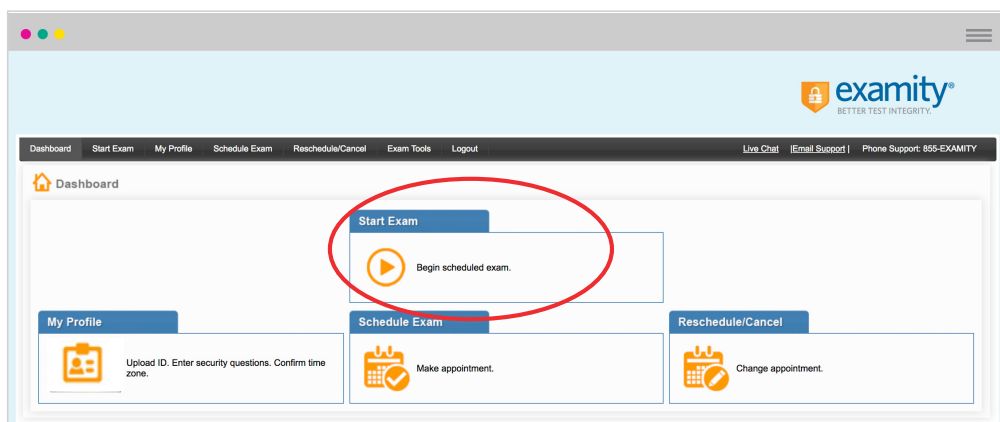 examity®
BETTER TEST INTEGRITY.
Dashboard Start Exam My Profile Schedule Exam Reschedule/Cancel Exam Tools Logout Live Chat |Email Support| Phone Support: 855-EXAMITY
Dashboard
Start Exam
Begin scheduled exam.
My Profile
Upload ID. Enter security questions. Confirm time
zone.
Schedule Exam
Make appointment.
Reschedule/Cancel
Change appointment.